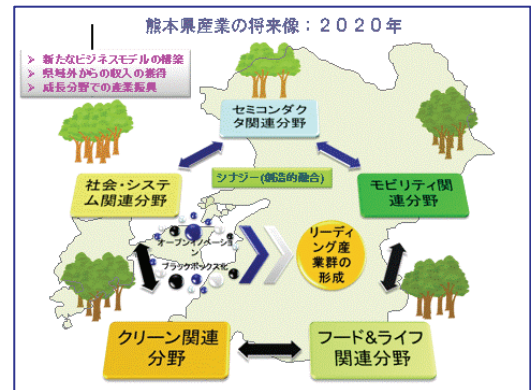 熊本県産業の将来像：２０２０年
➢ 新たなビジネスモデルの構築
➢ 県域外からの収入の獲得
➢ 成長分野での産業振興
セミコンダク
タ関連分野
社会・システ
ム関連分野
シナジー(創造的融合)
モビリティ関
連分野
オープンイノベーショ
ン
ブラックボックス化
リーディ
ング産
業群の
形成
クリーン関連
分野
フード&ライフ
関連分野